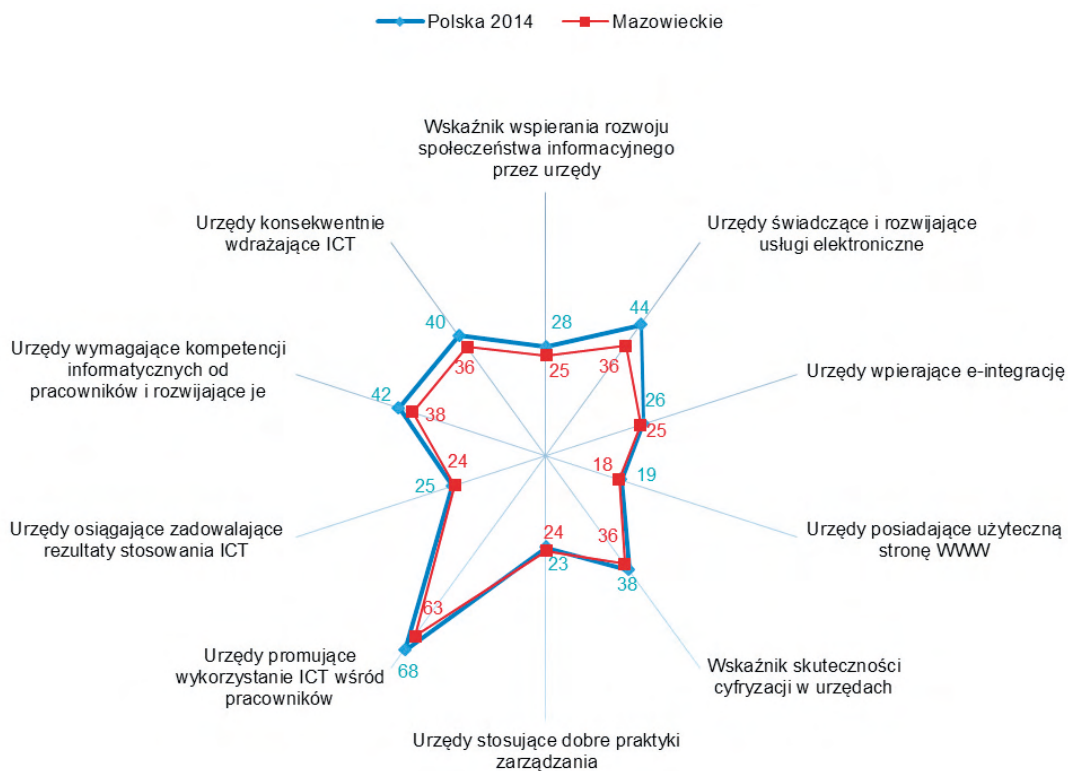 Polska 2014 Mazowieckie
Wskaźnik wspierania rozwoju
społeczeństwa informacyjnego
przez urzędy
Urzędy konsekwentnie
wdrażające ICT
Urzędy świadczące i rozwijające
usługi elektroniczne
44
40
28
36
25
36
Urzędy wymagające kompetencji
informatycznych od
pracowników i rozwijające je
Urzędy wpierające e-integrację
42
38
26
25
24
25
18
19
Urzędy osiągające zadowalające
rezultaty stosowania ICT
Urzędy posiadające użyteczną
stronę WWW
24
23
36
38
63
68
Urzędy promujące
wykorzystanie ICT wśród
pracowników
Wskaźnik skuteczności
cyfryzacji w urzędach
Urzędy stosujące dobre praktyki
zarządzania